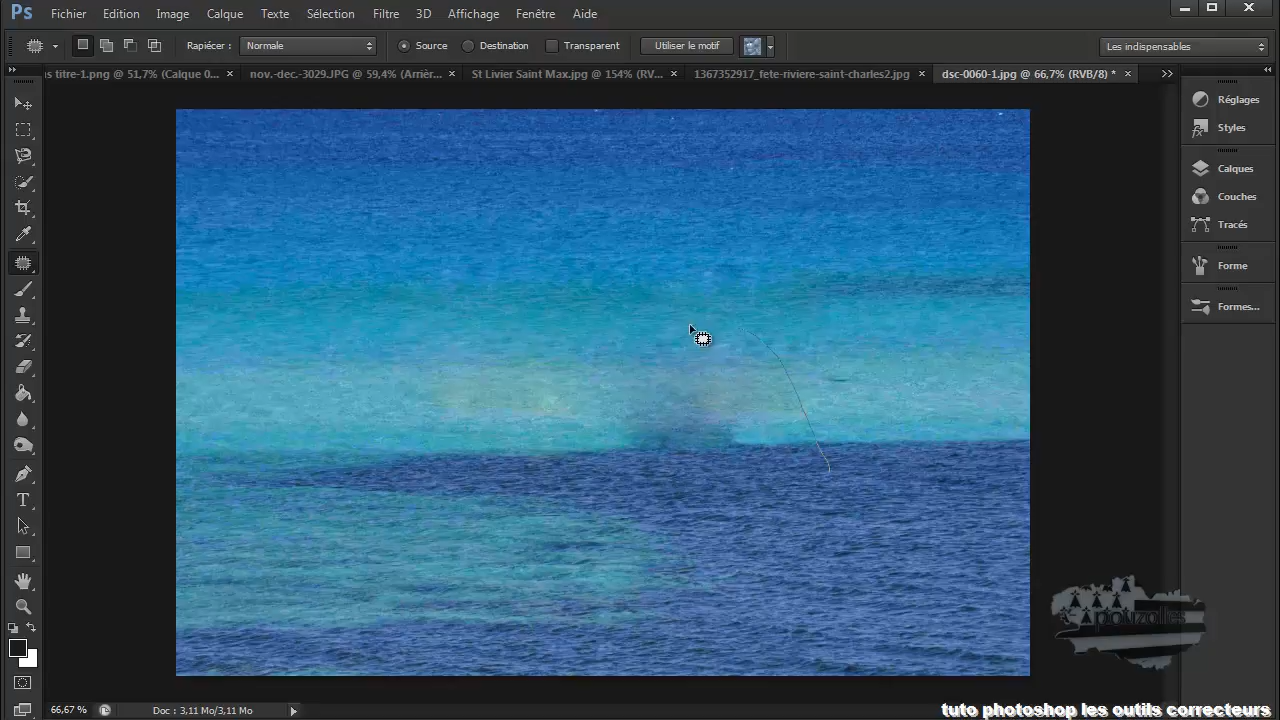 Ps Fichier Edition Image Calque Texte Sélection Filtre 3D Affichage Fenêtre Aide
Rapiécer : Normale Source Destination Transparent Utiliser le motif Les indispensables
s titre-1.png @ 51,7% (Calque 0... nov.-dec.-3029.JPG @ 59,4% (Arrièr... St Livier Saint Max.jpg @ 154% (RV... 1367352917_fete-riviere-saint-charles2.jpg dsc-0060-1.jpg @ 66,7% (RVB/8) *
Réglages
Styles
Calques
Couches
Tracés
Forme
Formes...
plouzolles
66,67 % Doc : 3,11 Mo/3,11 Mo
tuto photoshop les outils correcteurs